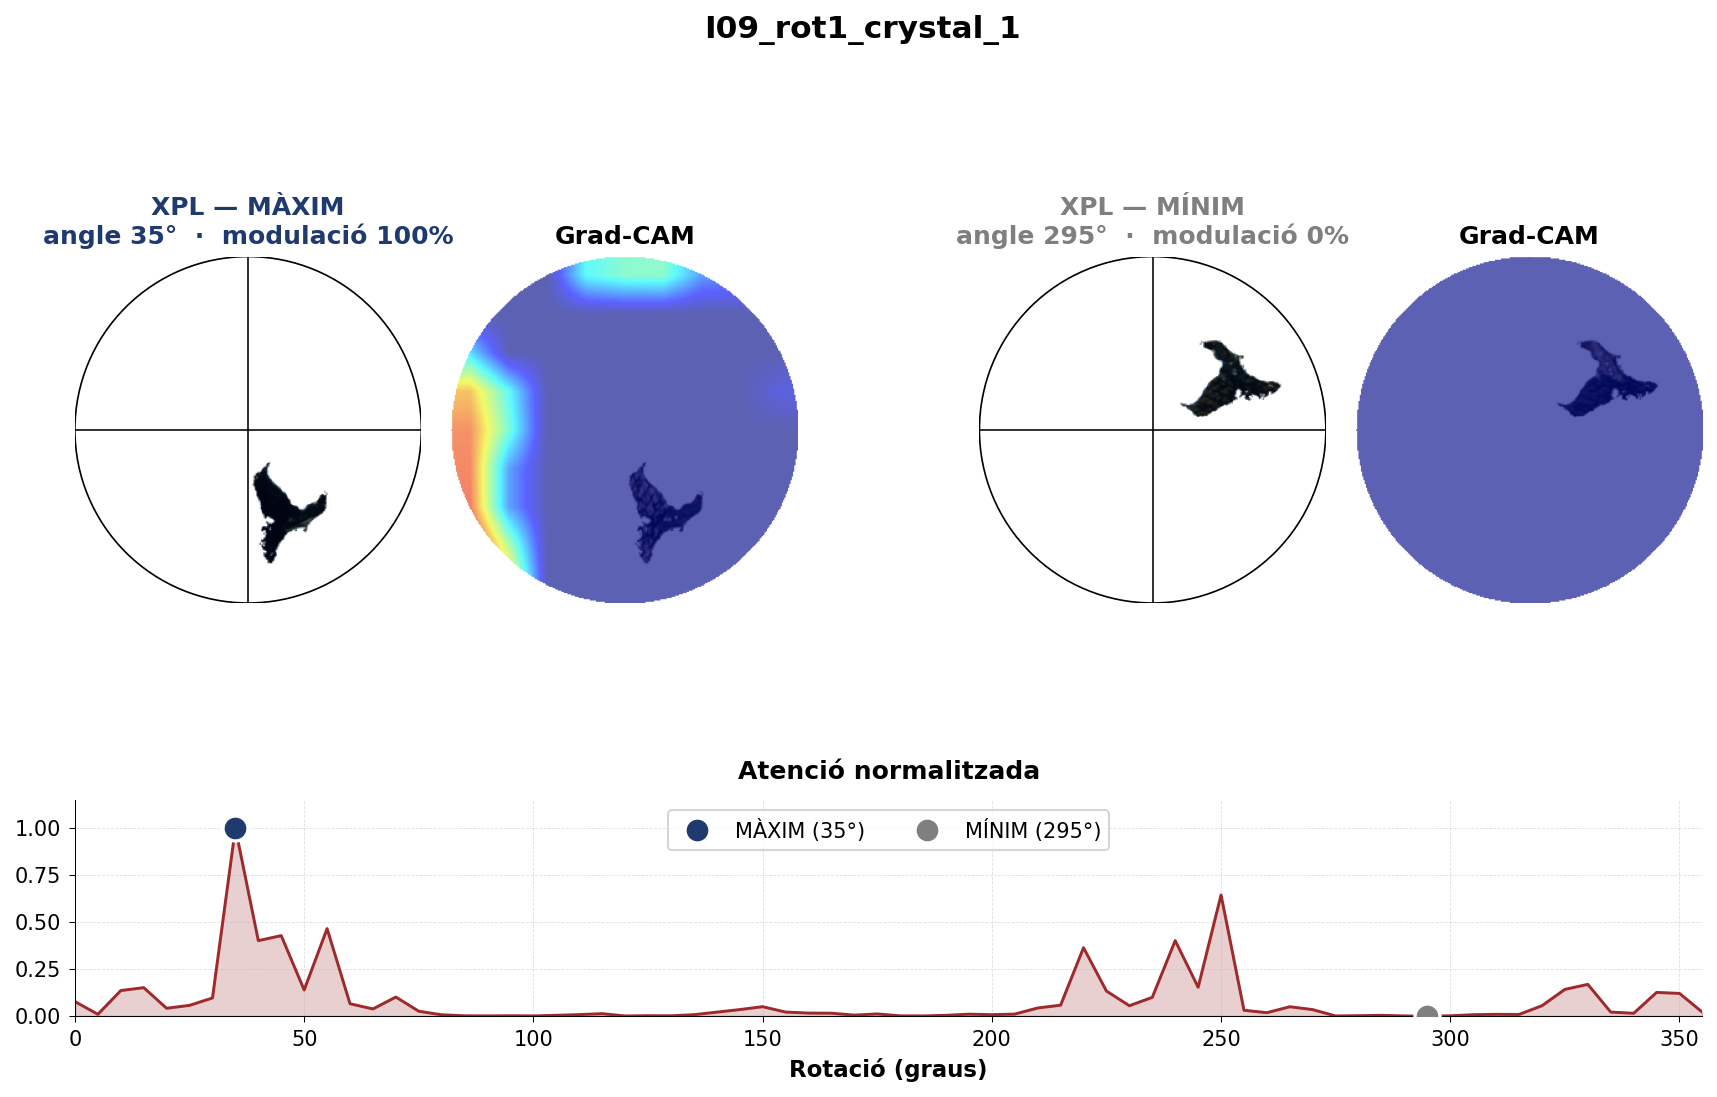 I09_rot1_crystal_1
XPL — MÀXIM
angle 35° · modulació 100%
Grad-CAM
XPL — MÍNIM
angle 295° · modulació 0%
Grad-CAM
Atenció normalitzada
MÀXIM (35°)
MÍNIM (295°)
1.00
0.75
0.50
0.25
0.00
0
50
100
150
200
250
300
350
Rotació (graus)